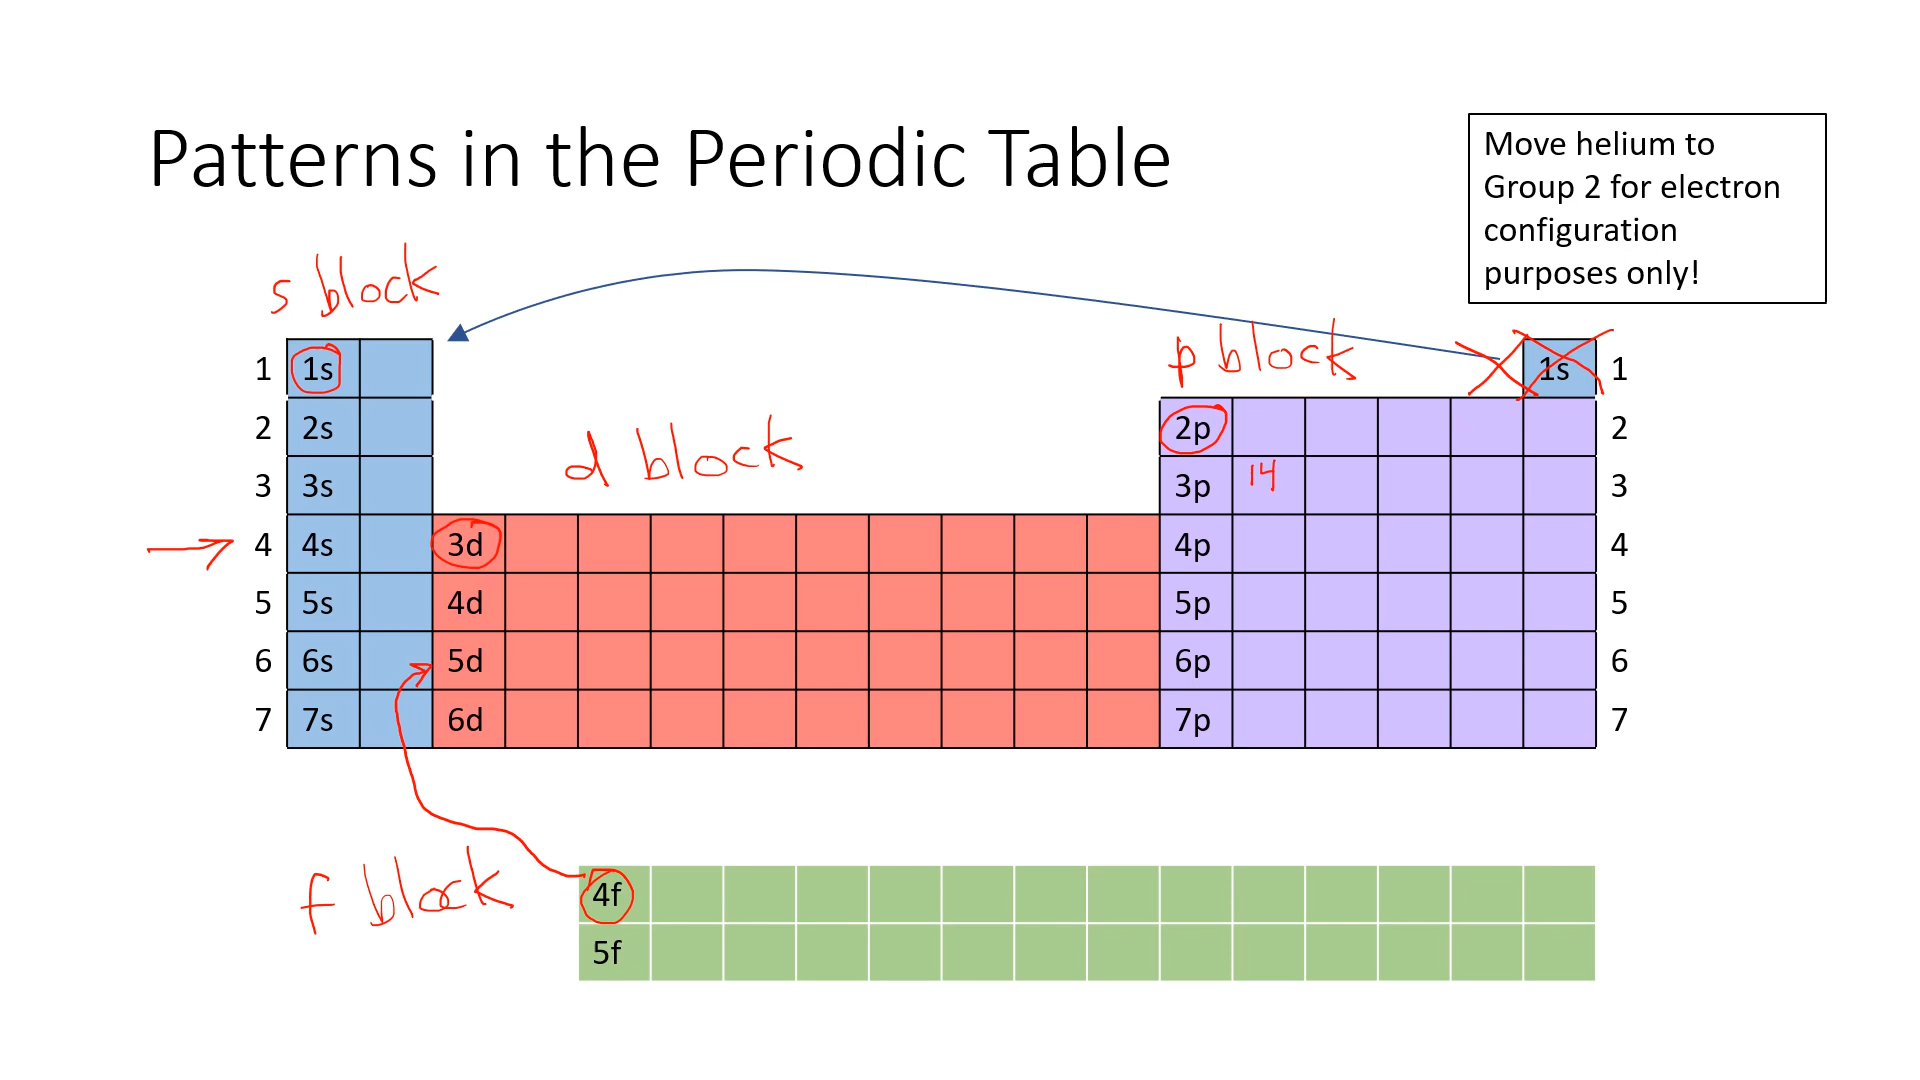 Patterns in the Periodic Table
Move helium to
Group 2 for electron
configuration
purposes only!
s block
p block
d block
1 1s 1s 1
2 2s 2p 2
3 3s 3p 14 3
4 4s 3d 4p 4
5 5s 4d 5p 5
6 6s 5d 6p 6
7 7s 6d 7p 7
f block
4f
5f